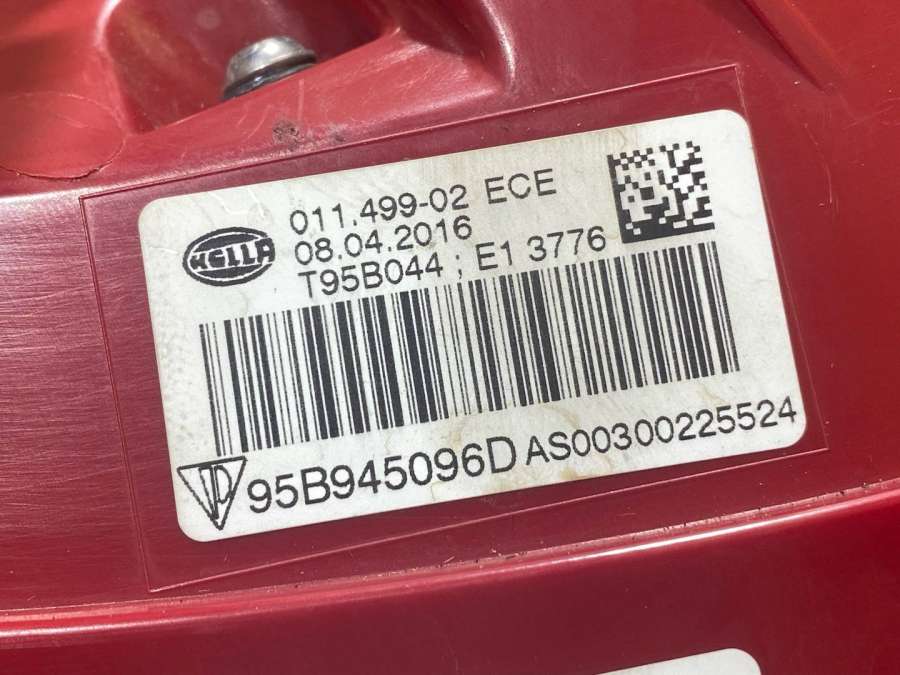 HELLA
011.499-02 ECE
08.04.2016
T95B044 ; E1 3776
95B945096D AS00300225524